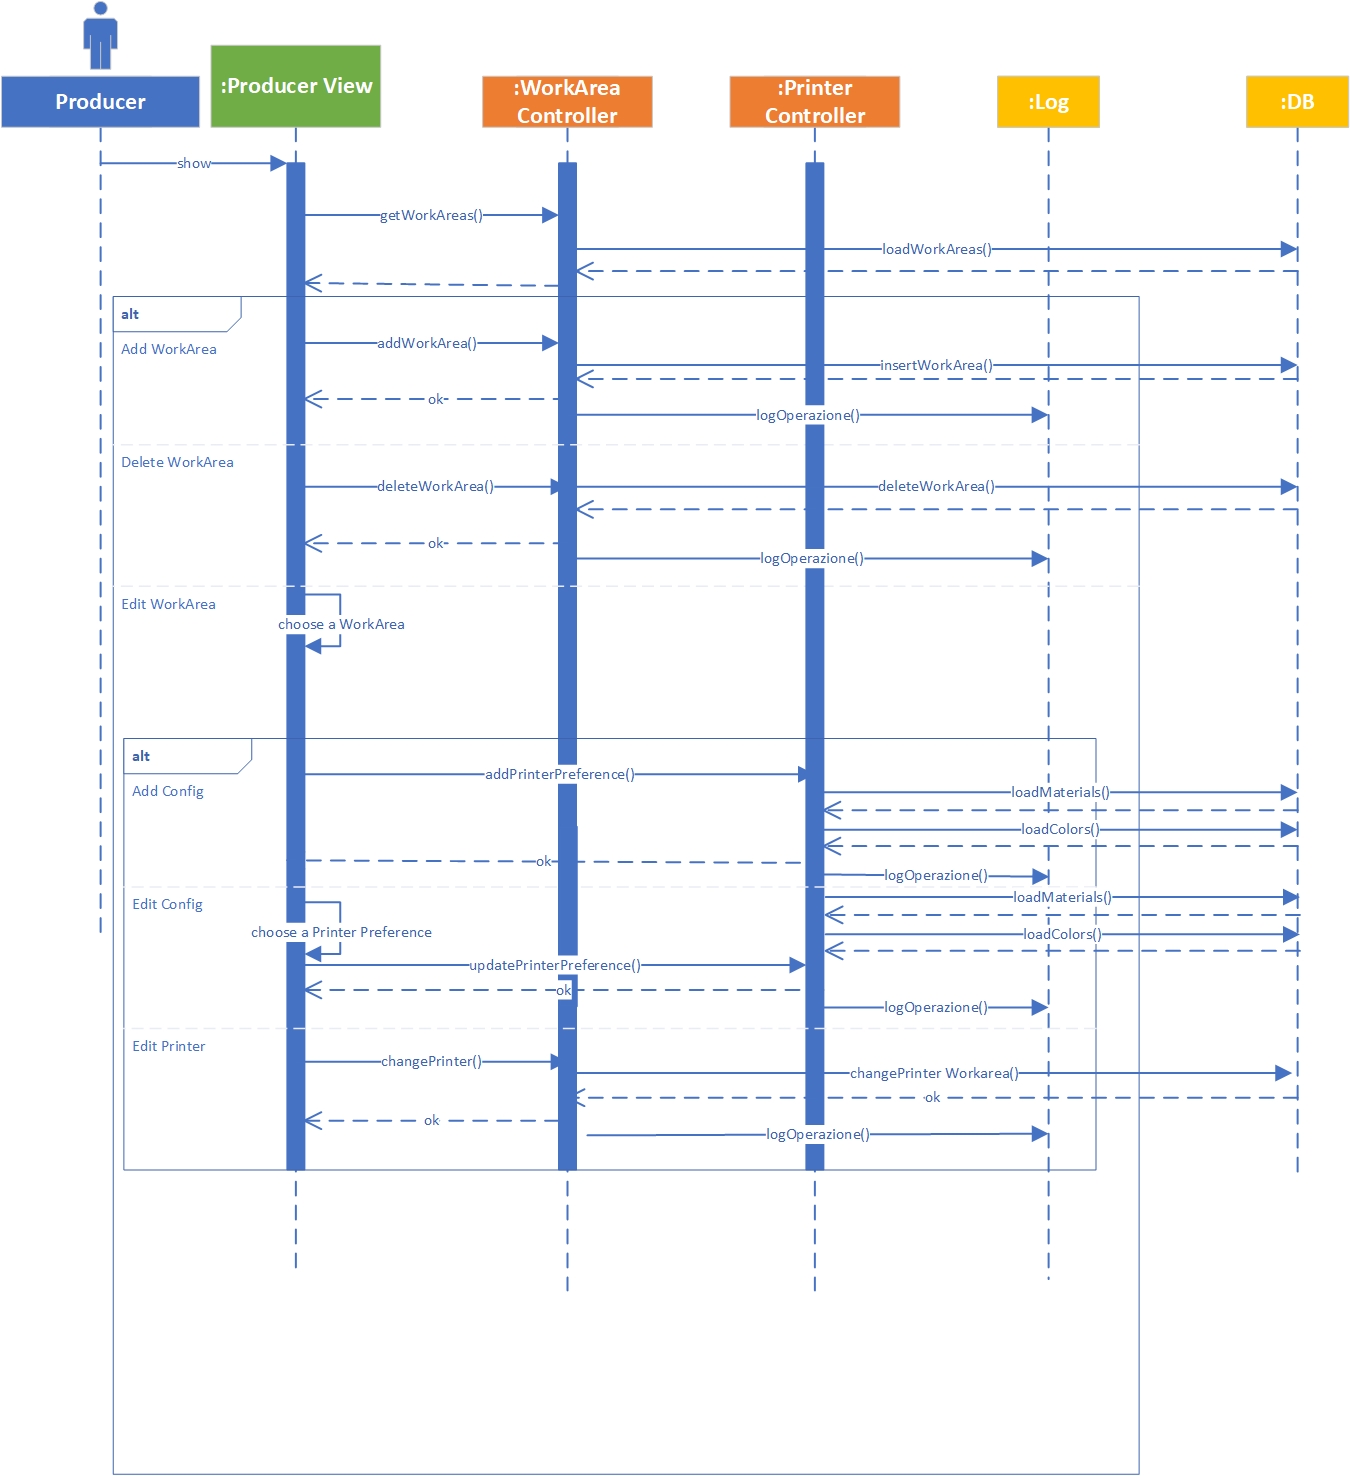 Producer
:Producer View
:WorkArea
Controller
:Printer
Controller
:Log
:DB
show
getWorkAreas()
loadWorkAreas()
alt
addWorkArea()
Add WorkArea
insertWorkArea()
ok
logOperazione()
Delete WorkArea
deleteWorkArea()
deleteWorkArea()
ok
logOperazione()
Edit WorkArea
choose a WorkArea
alt
addPrinterPreference()
Add Config
loadMaterials()
loadColors()
ok
logOperazione()
loadMaterials()
Edit Config
choose a Printer Preference
loadColors()
updatePrinterPreference()
ok
logOperazione()
Edit Printer
changePrinter()
changePrinter Workarea()
ok
ok
logOperazione()